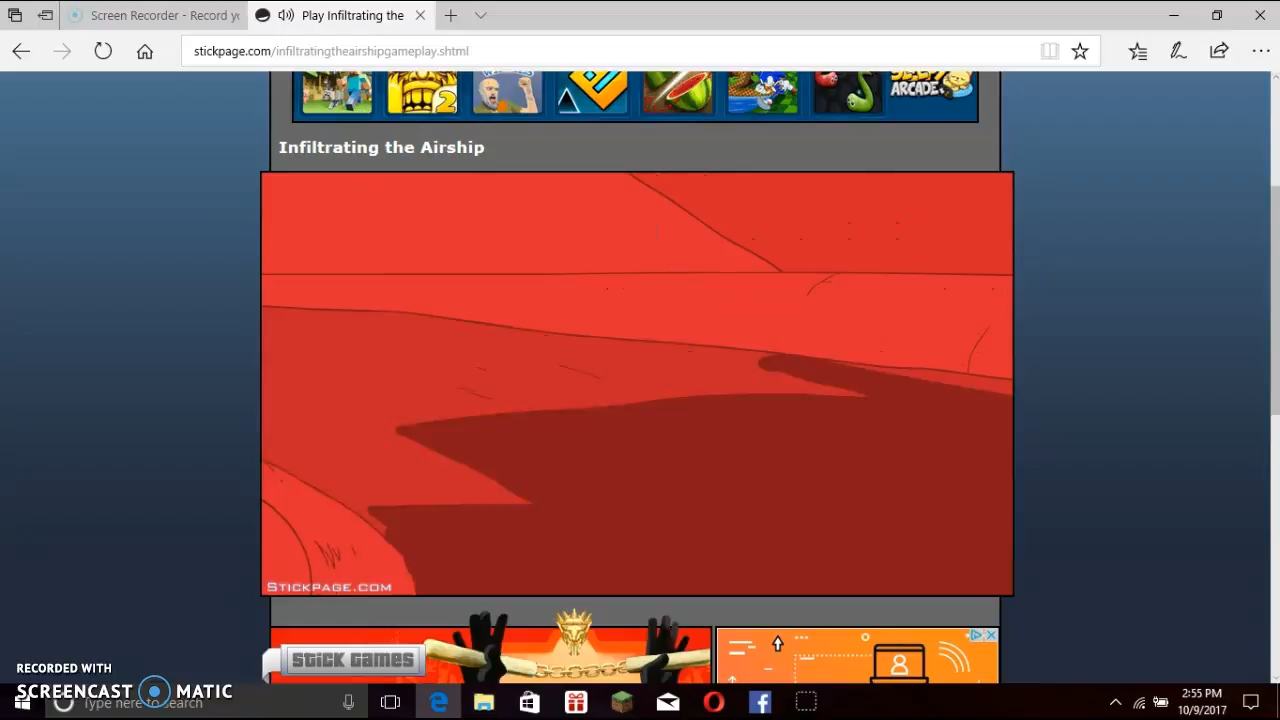 Screen Recorder - Record yo
Play Infiltrating the
stickpage.com/infiltratingtheairshipgameplay.shtml
2
ARCADE
Infiltrating the Airship
STICKPAGE.COM
STICK GAMES
RECORDED WITH
SCREENCAST MATIC
Type here to search
2:55 PM
10/9/2017